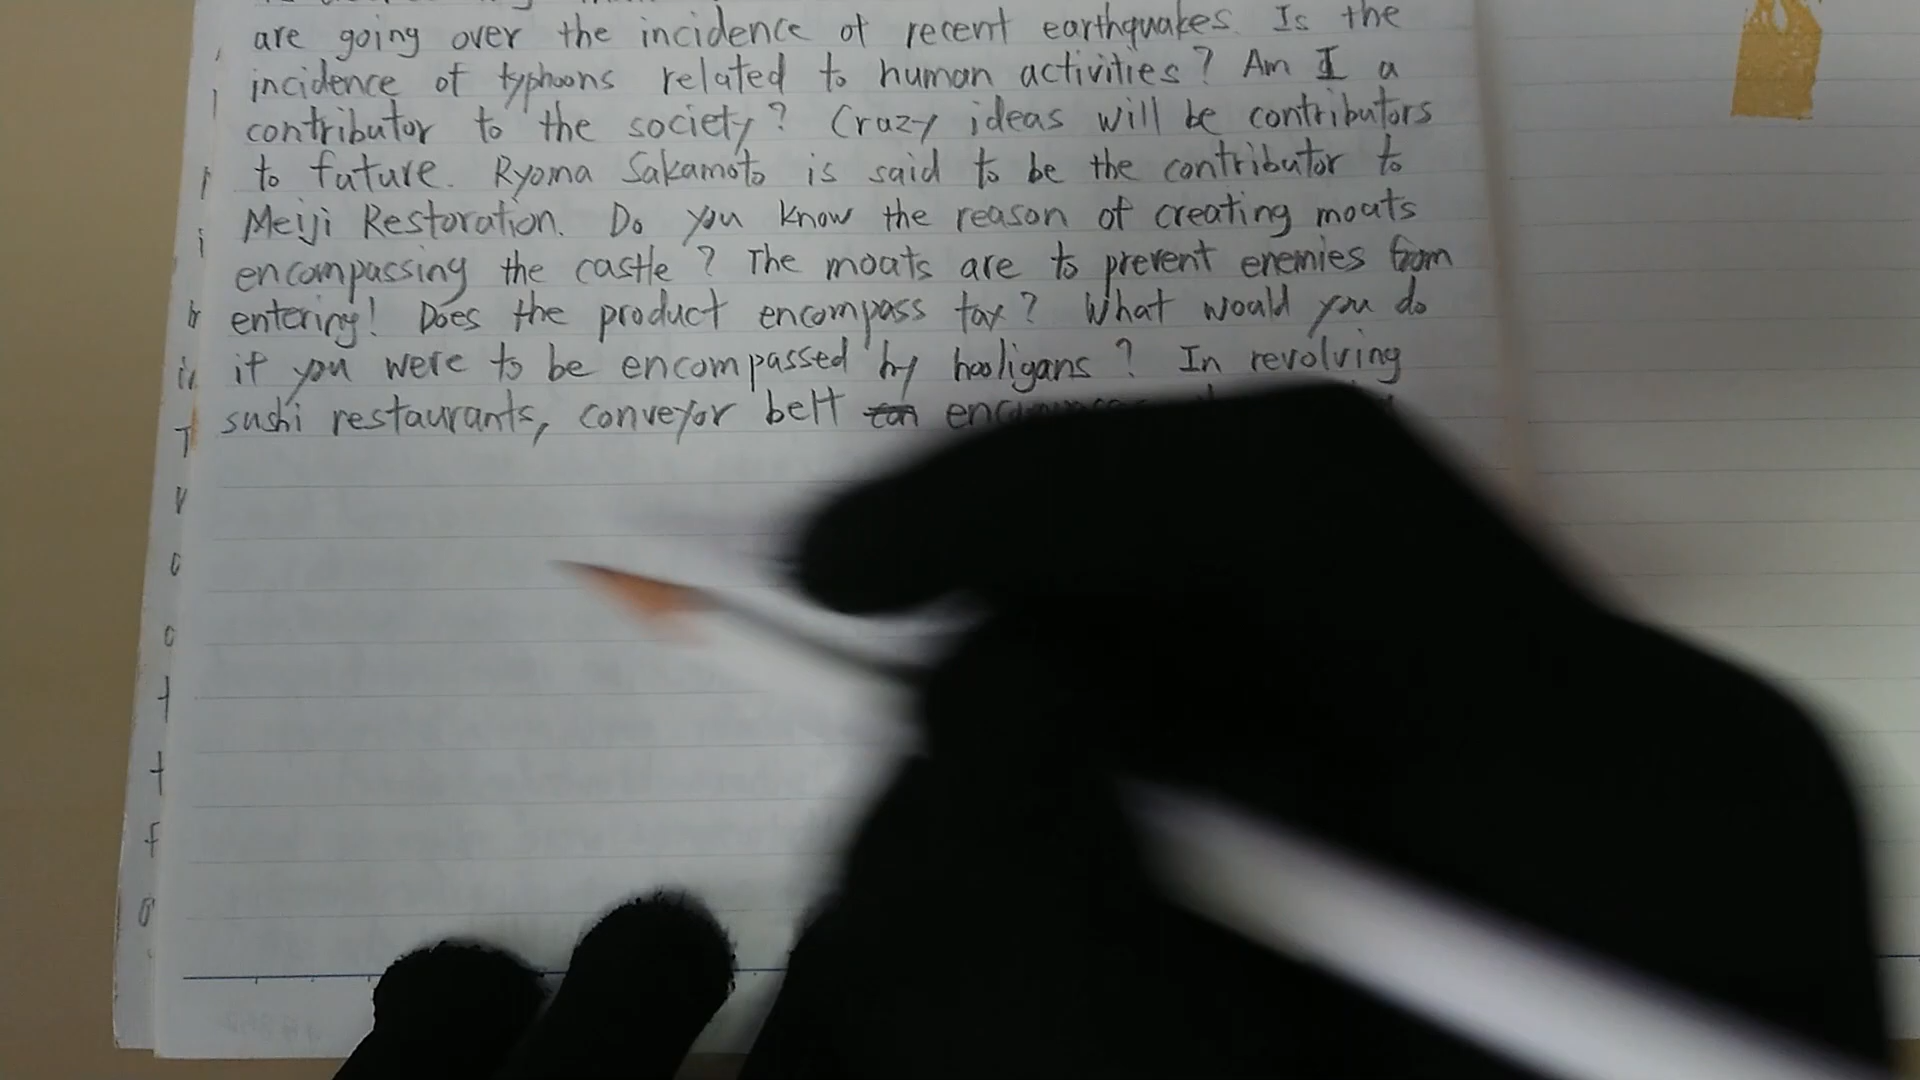 are going over the incidence of recent earthquakes. Is the
incidence of typhoons related to human activities? Am I a
contributor to the society? Crazy ideas will be contributors
to future. Ryoma Sakamoto is said to be the contributor to
Meiji Restoration. Do you know the reason of creating moats
encompassing the castle? The moats are to prevent enemies from
entering! Does the product encompass tax? What would you do
if you were to be encompassed by hooligans? In revolving
sushi restaurants, conveyor belt